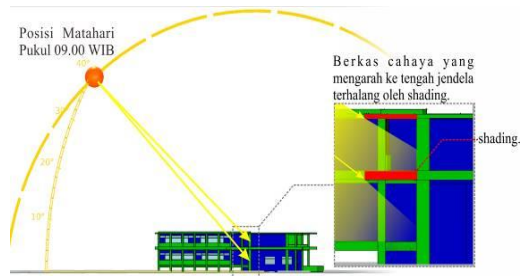 Posisi Matahari
Pukul 09.00 WIB
40°
30°
20°
10°
Berkas cahaya yang
mengarah ke tengah jendela
terhalang oleh shading.
shading.